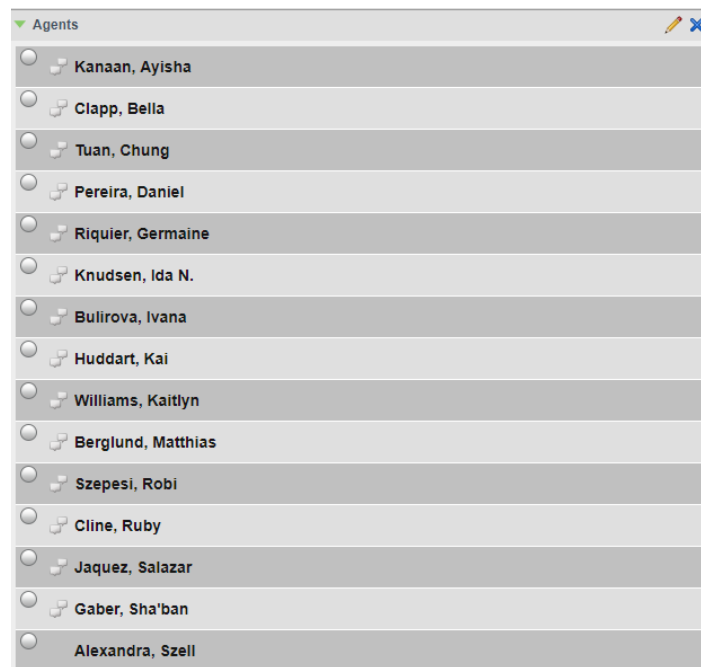 Agents
Kanaan, Ayisha
Clapp, Bella
Tuan, Chung
Pereira, Daniel
Riquier, Germaine
Knudsen, Ida N.
Bulirova, Ivana
Huddart, Kai
Williams, Kaitlyn
Berglund, Matthias
Szepesi, Robi
Cline, Ruby
Jaquez, Salazar
Gaber, Sha'ban
Alexandra, Szell